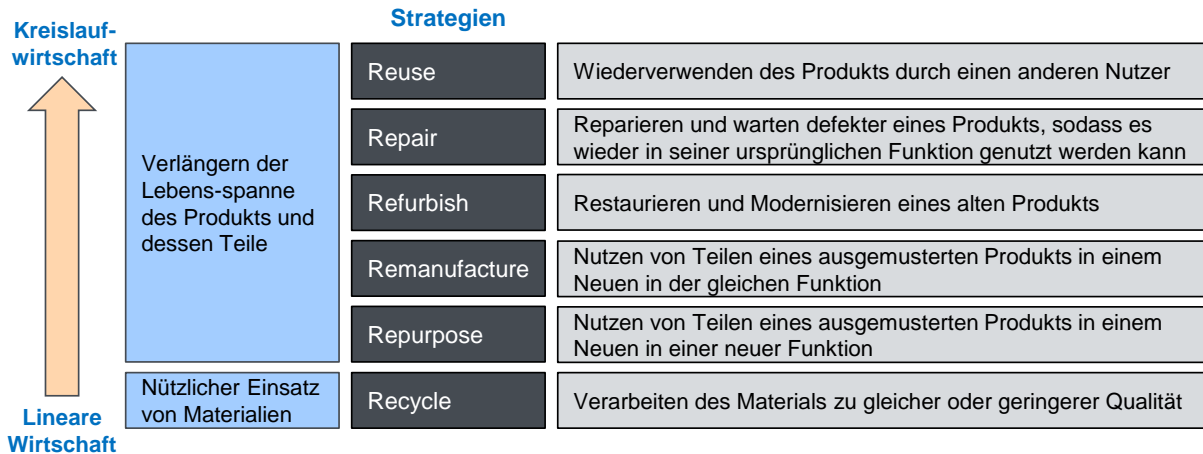 Strategien
Kreislauf-
wirtschaft
Verlängern der
Lebens-spanne
des Produkts und
dessen Teile
Reuse
Wiederverwenden des Produkts durch einen anderen Nutzer
Repair
Reparieren und warten defekter eines Produkts, sodass es
wieder in seiner ursprünglichen Funktion genutzt werden kann
Refurbish
Restaurieren und Modernisieren eines alten Produkts
Remanufacture
Nutzen von Teilen eines ausgemusterten Produkts in einem
Neuen in der gleichen Funktion
Repurpose
Nutzen von Teilen eines ausgemusterten Produkts in einem
Neuen in einer neuer Funktion
Nützlicher Einsatz
von Materialien
Recycle
Verarbeiten des Materials zu gleicher oder geringerer Qualität
Lineare
Wirtschaft